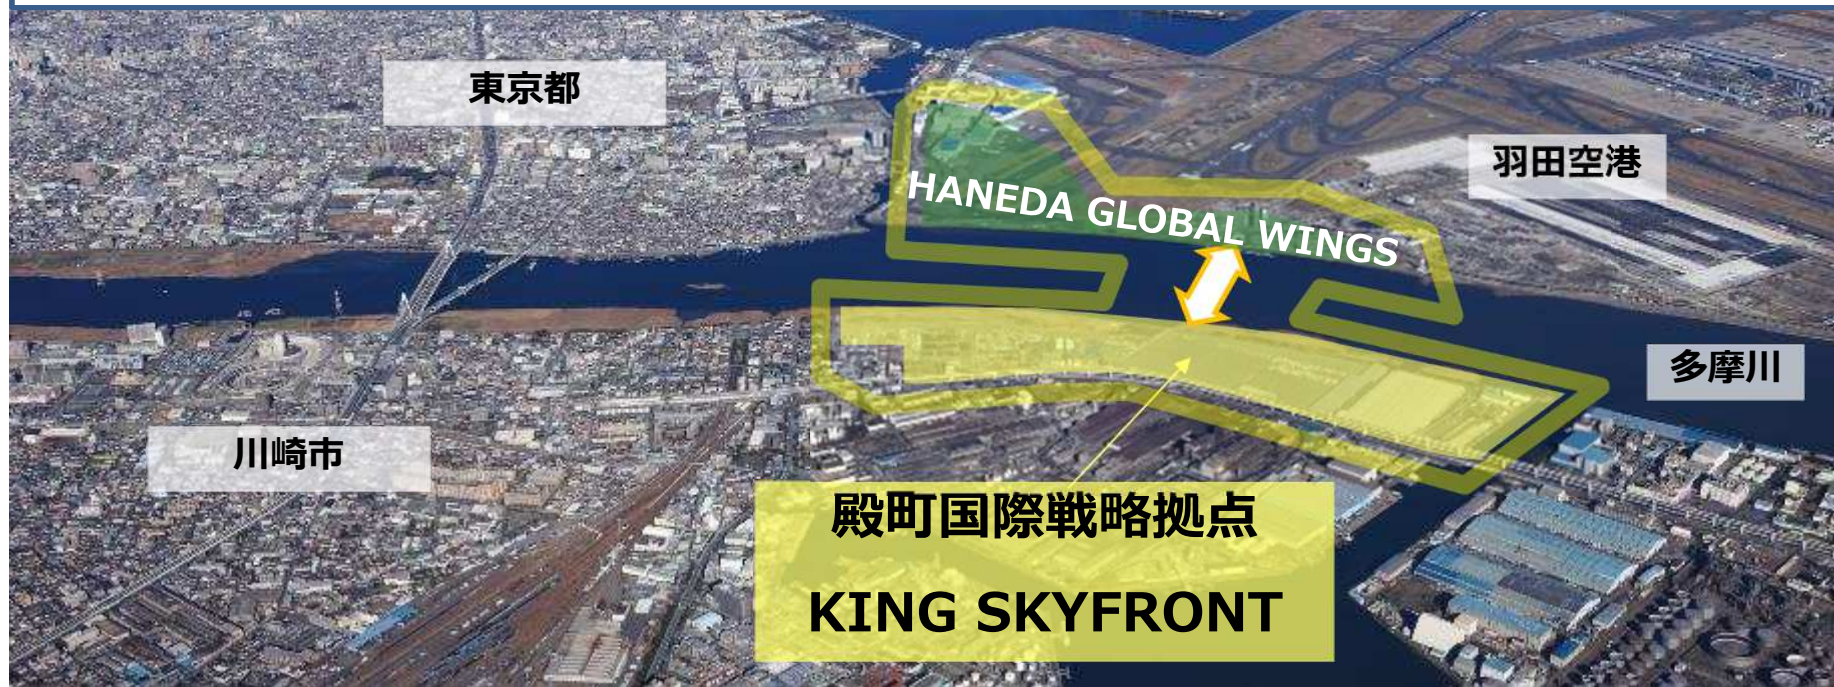 東京都
羽田空港
HANEDA GLOBAL WINGS
多摩川
川崎市
殿町国際戦略拠点
KING SKYFRONT